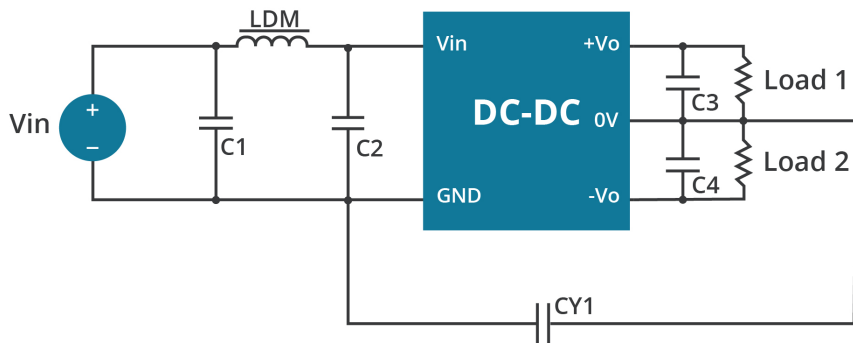 LDM
Vin
+
−
C1
C2
Vin
GND
DC-DC
+Vo
0V
-Vo
C3
C4
Load 1
Load 2
CY1